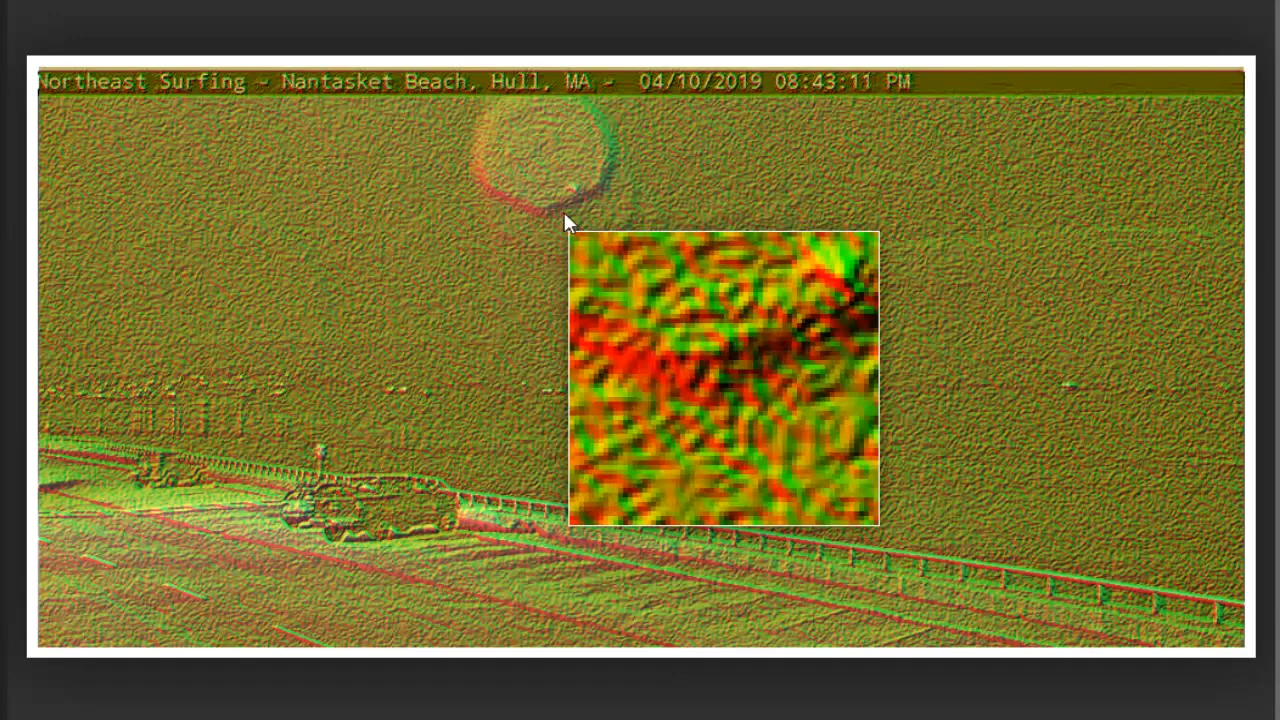 Northeast Surfing ~ Nantasket Beach, Hull, MA ~ 04/10/2019 08:43:11 PM